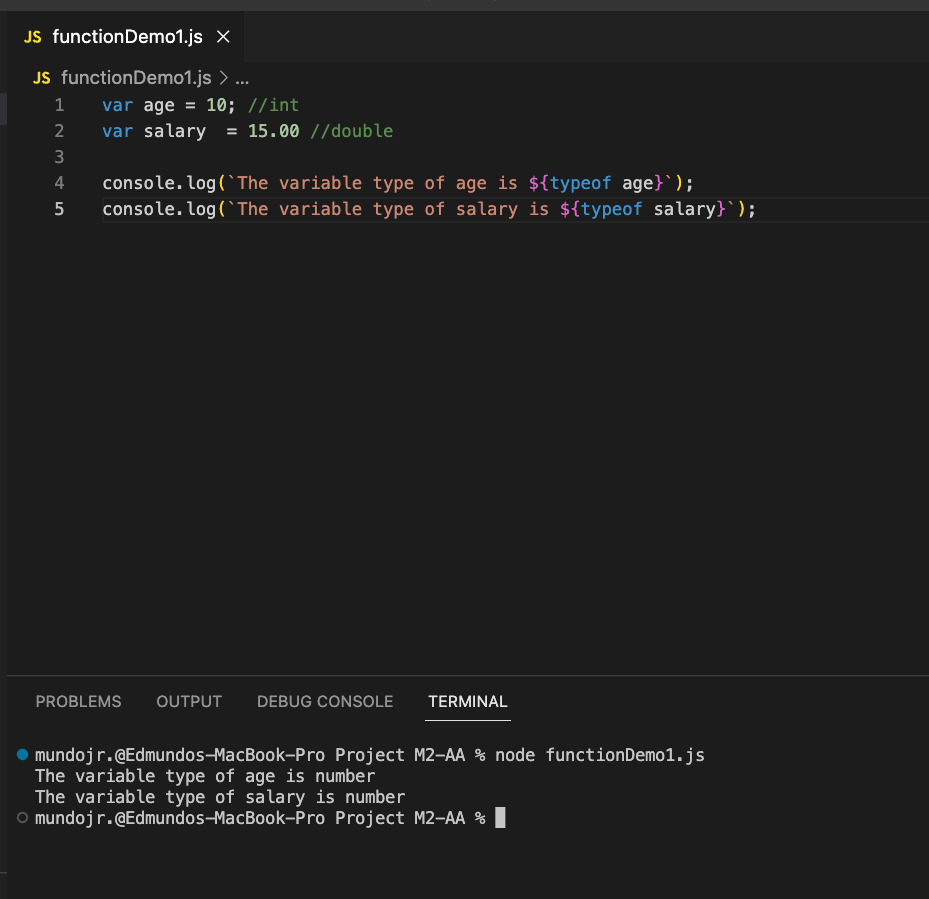 JS functionDemo1.js ×
JS functionDemo1.js > ...
1 var age = 10; //int
2 var salary  = 15.00 //double
3
4 console.log(`The variable type of age is ${typeof age}`);
5 console.log(`The variable type of salary is ${typeof salary}`);
PROBLEMS OUTPUT DEBUG CONSOLE TERMINAL
mundojr.@Edmundos-MacBook-Pro Project M2-AA % node functionDemo1.js
The variable type of age is number
The variable type of salary is number
mundojr.@Edmundos-MacBook-Pro Project M2-AA %